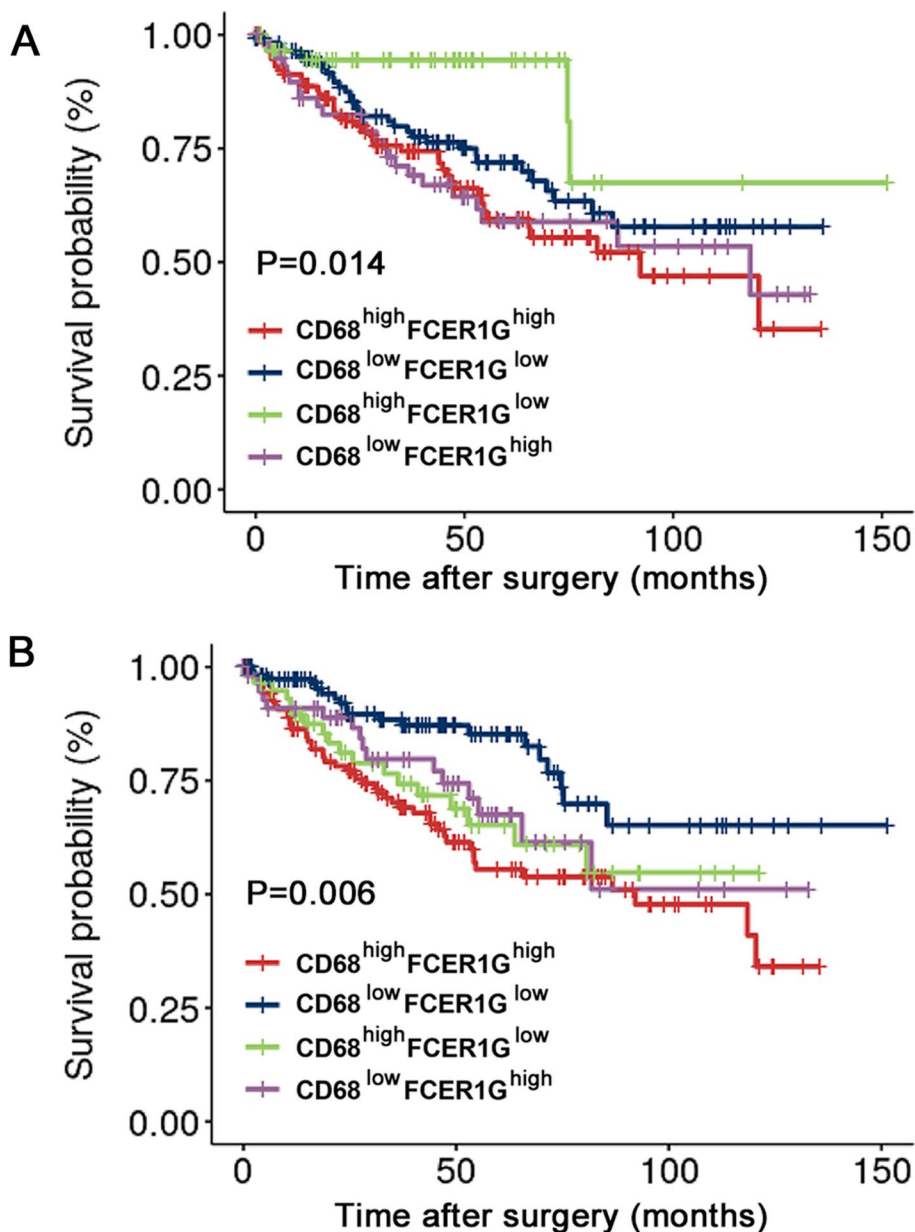 A
Survival probability (%)
1.00
0.75
0.50
0.25
0.00
P=0.014
CD68highFCER1Ghigh
CD68lowFCER1Glow
CD68highFCER1Glow
CD68lowFCER1Ghigh
0 50 100 150
Time after surgery (months)
B
Survival probability (%)
1.00
0.75
0.50
0.25
0.00
P=0.006
CD68highFCER1Ghigh
CD68lowFCER1Glow
CD68highFCER1Glow
CD68lowFCER1Ghigh
0 50 100 150
Time after surgery (months)